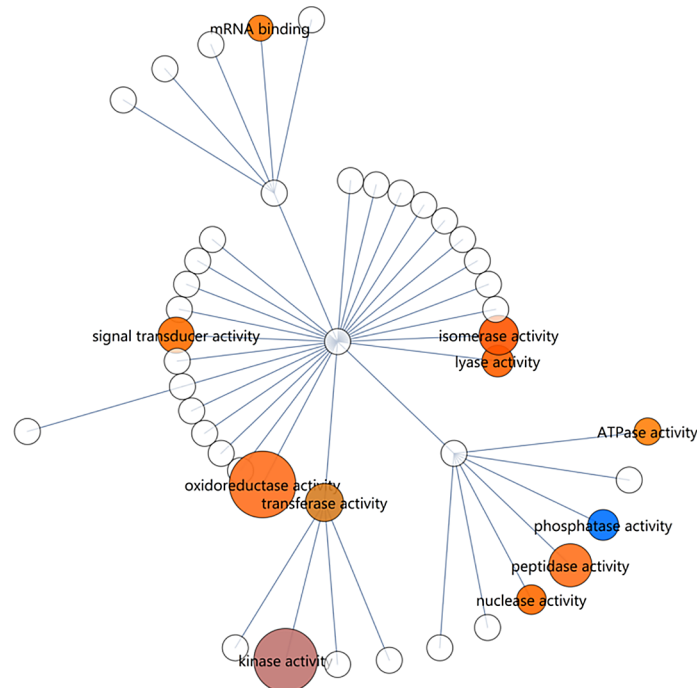 mRNA binding
signal transducer activity
isomerase activity
lyase activity
ATPase activity
oxidoreductase activity
transferase activity
phosphatase activity
peptidase activity
nuclease activity
kinase activity